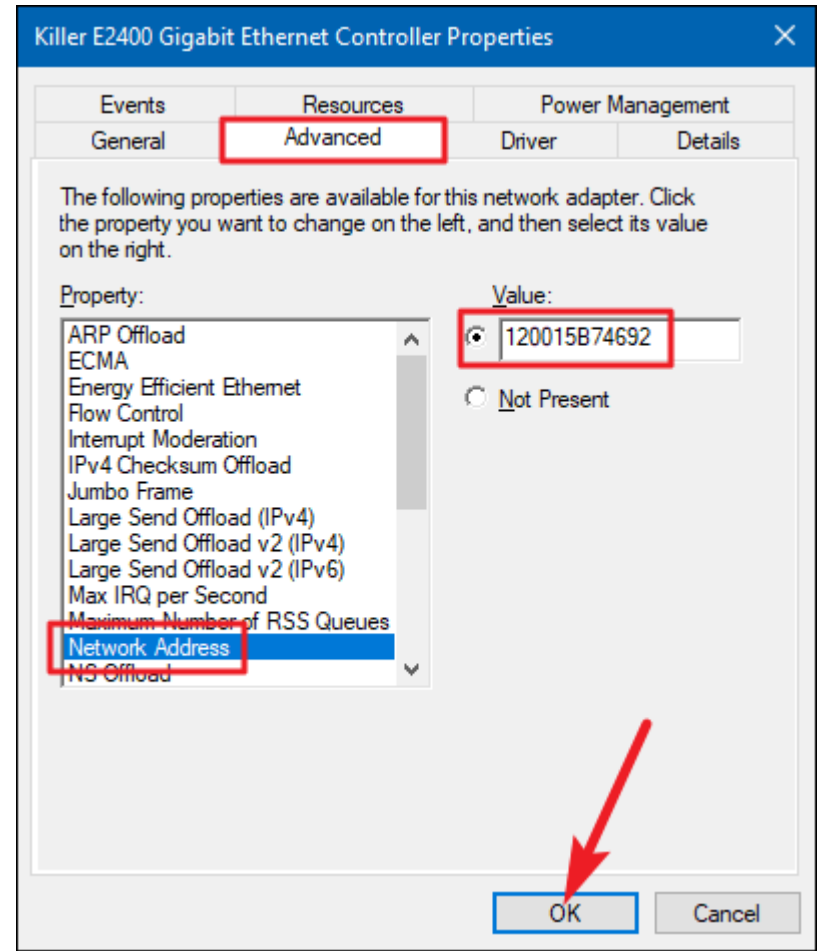 Killer E2400 Gigabit Ethernet Controller Properties
Events Resources Power Management
General Advanced Driver Details
The following properties are available for this network adapter. Click
the property you want to change on the left, and then select its value
on the right.
Property: Value:
ARP Offload 120015B74692
ECMA
Energy Efficient Ethernet Not Present
Flow Control
Interrupt Moderation
IPv4 Checksum Offload
Jumbo Frame
Large Send Offload (IPv4)
Large Send Offload v2 (IPv4)
Large Send Offload v2 (IPv6)
Max IRQ per Second
Maximum Number of RSS Queues
Network Address
NS Offload
OK Cancel